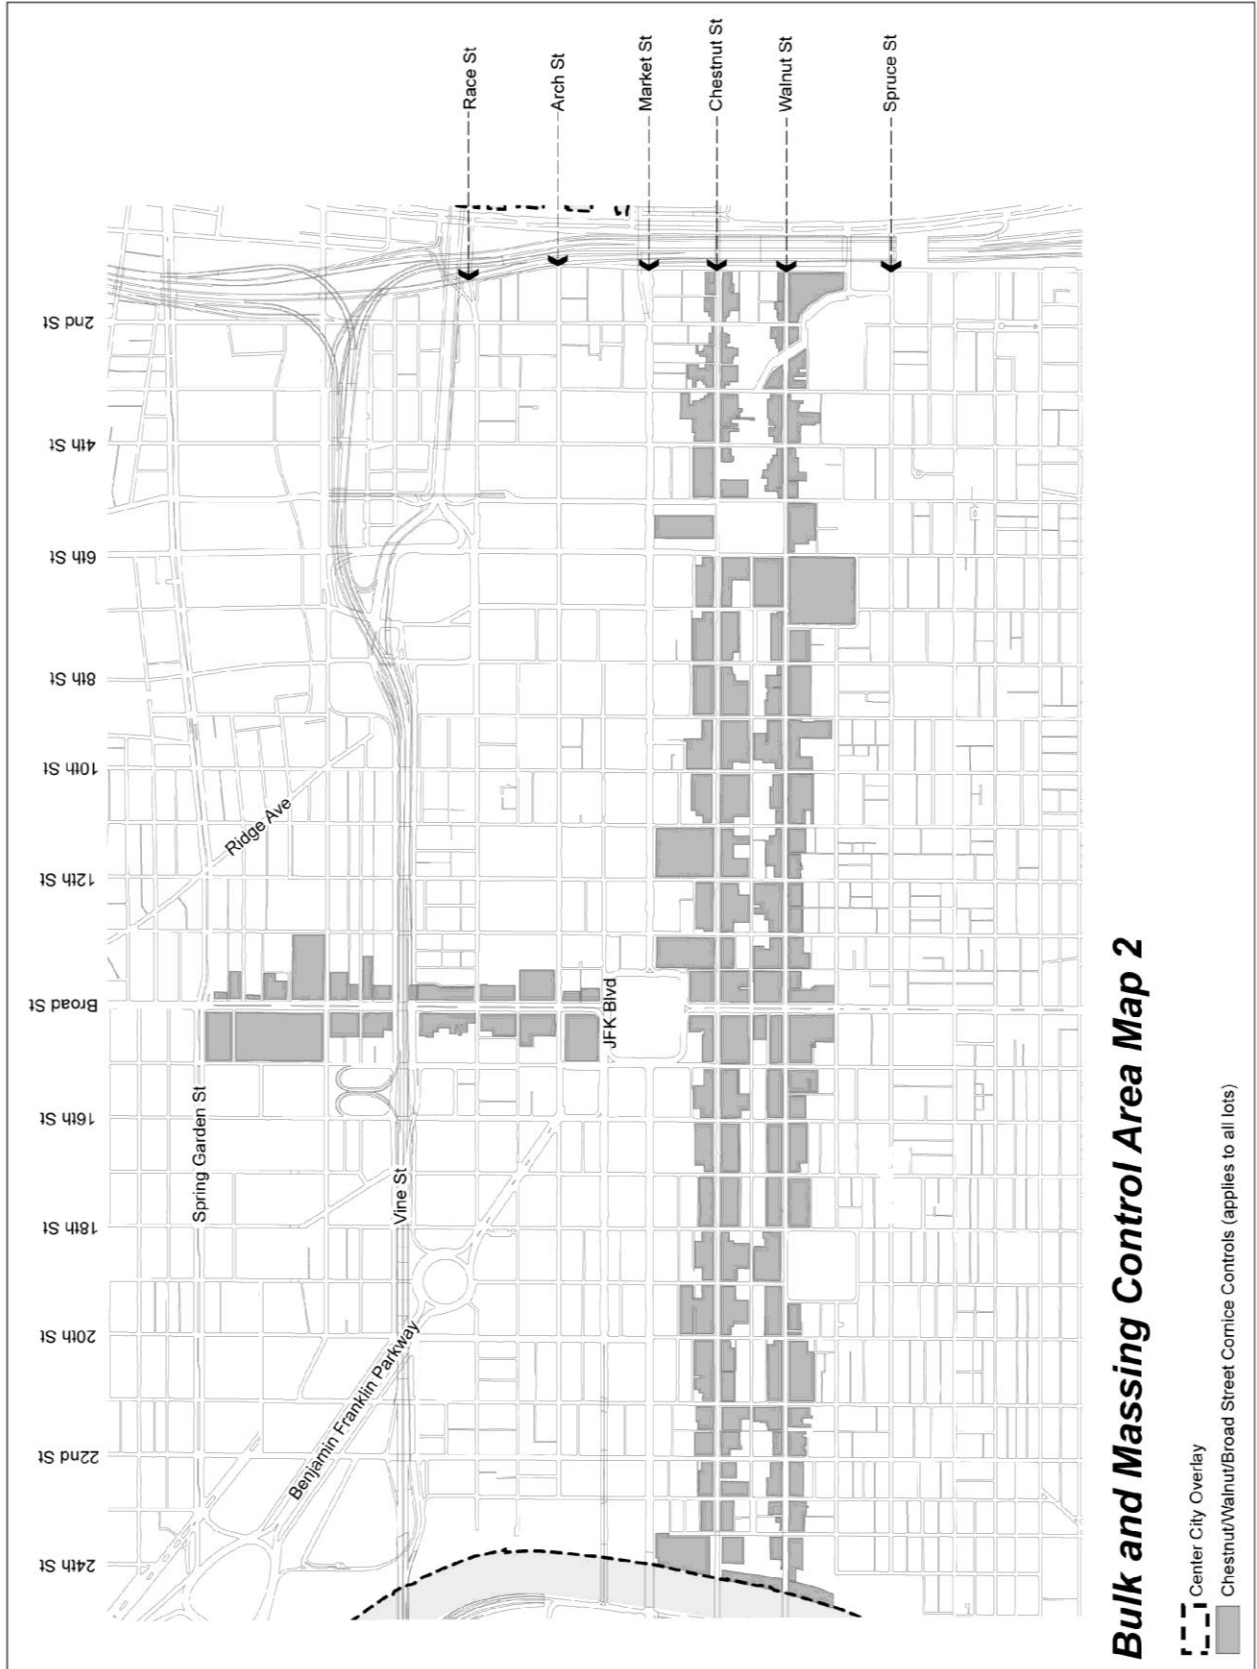 Race St
Arch St
Market St
Chestnut St
Walnut St
Spruce St
2nd St
4th St
6th St
8th St
10th St
12th St
Broad St
16th St
18th St
20th St
22nd St
24th St
Ridge Ave
JFK Blvd
Spring Garden St
Vine St
Benjamin Franklin Parkway
Bulk and Massing Control Area Map 2
Center City Overlay
Chestnut/Walnut/Broad Street Cornice Controls (applies to all lots)